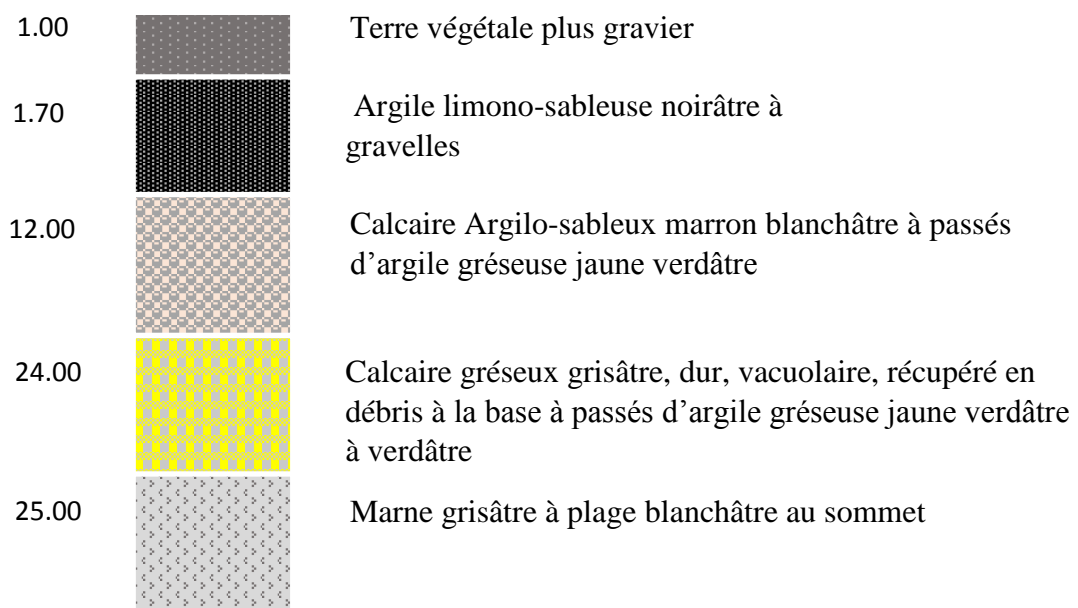 1.00 Terre végétale plus gravier
1.70 Argile limono-sableuse noirâtre à
gravelles
12.00 Calcaire Argilo-sableux marron blanchâtre à passés
d’argile gréseuse jaune verdâtre
24.00 Calcaire gréseux grisâtre, dur, vacuolaire, récupéré en
débris à la base à passés d’argile gréseuse jaune verdâtre
à verdâtre
25.00 Marne grisâtre à plage blanchâtre au sommet